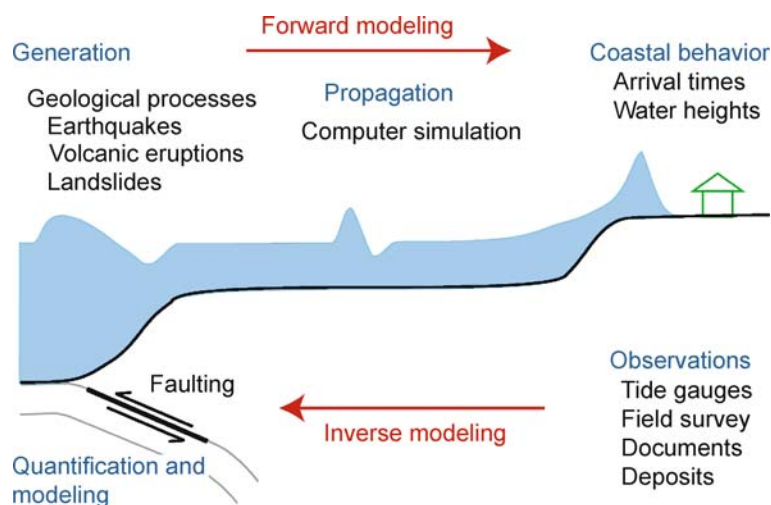 Forward modeling
Generation
Geological processes
Earthquakes
Volcanic eruptions
Landslides
Propagation
Computer simulation
Coastal behavior
Arrival times
Water heights
Faulting
Quantification and
modeling
Inverse modeling
Observations
Tide gauges
Field survey
Documents
Deposits